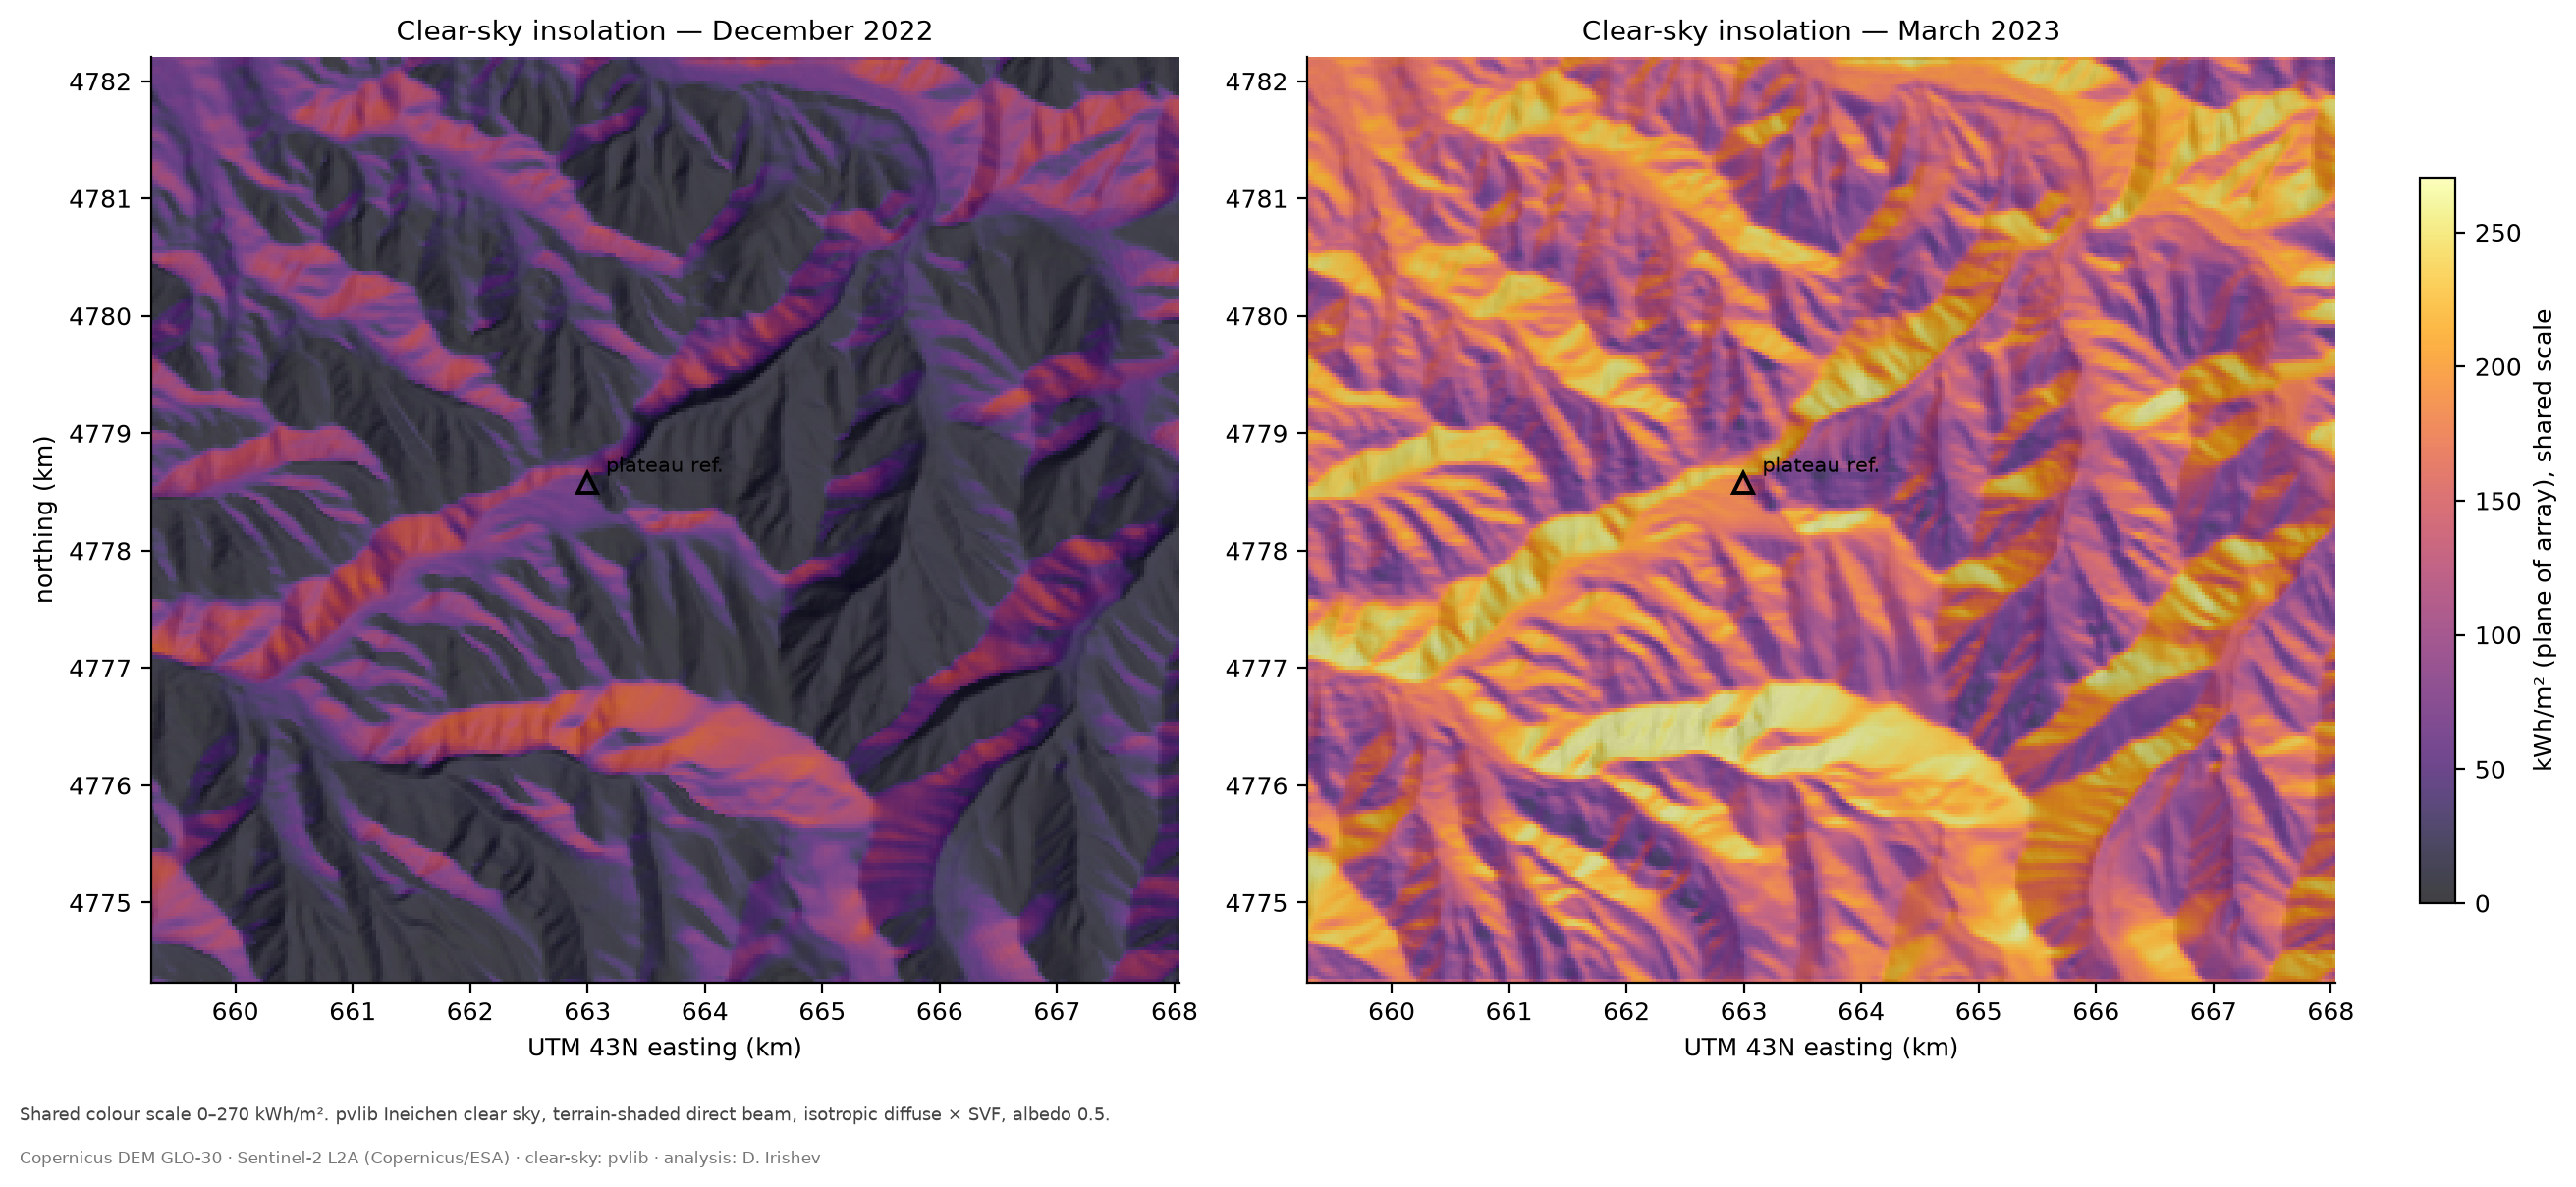 Clear-sky insolation — December 2022
Clear-sky insolation — March 2023
4782
4781
4780
4779
4778
4777
4776
4775
northing (km)
plateau ref.
660 661 662 663 664 665 666 667 668
UTM 43N easting (km)
4782
4781
4780
4779
4778
4777
4776
4775
plateau ref.
660 661 662 663 664 665 666 667 668
UTM 43N easting (km)
250
200
150
100
50
0
kWh/m² (plane of array), shared scale
Shared colour scale 0–270 kWh/m². pvlib Ineichen clear sky, terrain-shaded direct beam, isotropic diffuse × SVF, albedo 0.5.
Copernicus DEM GLO-30 · Sentinel-2 L2A (Copernicus/ESA) · clear-sky: pvlib · analysis: D. Irishev